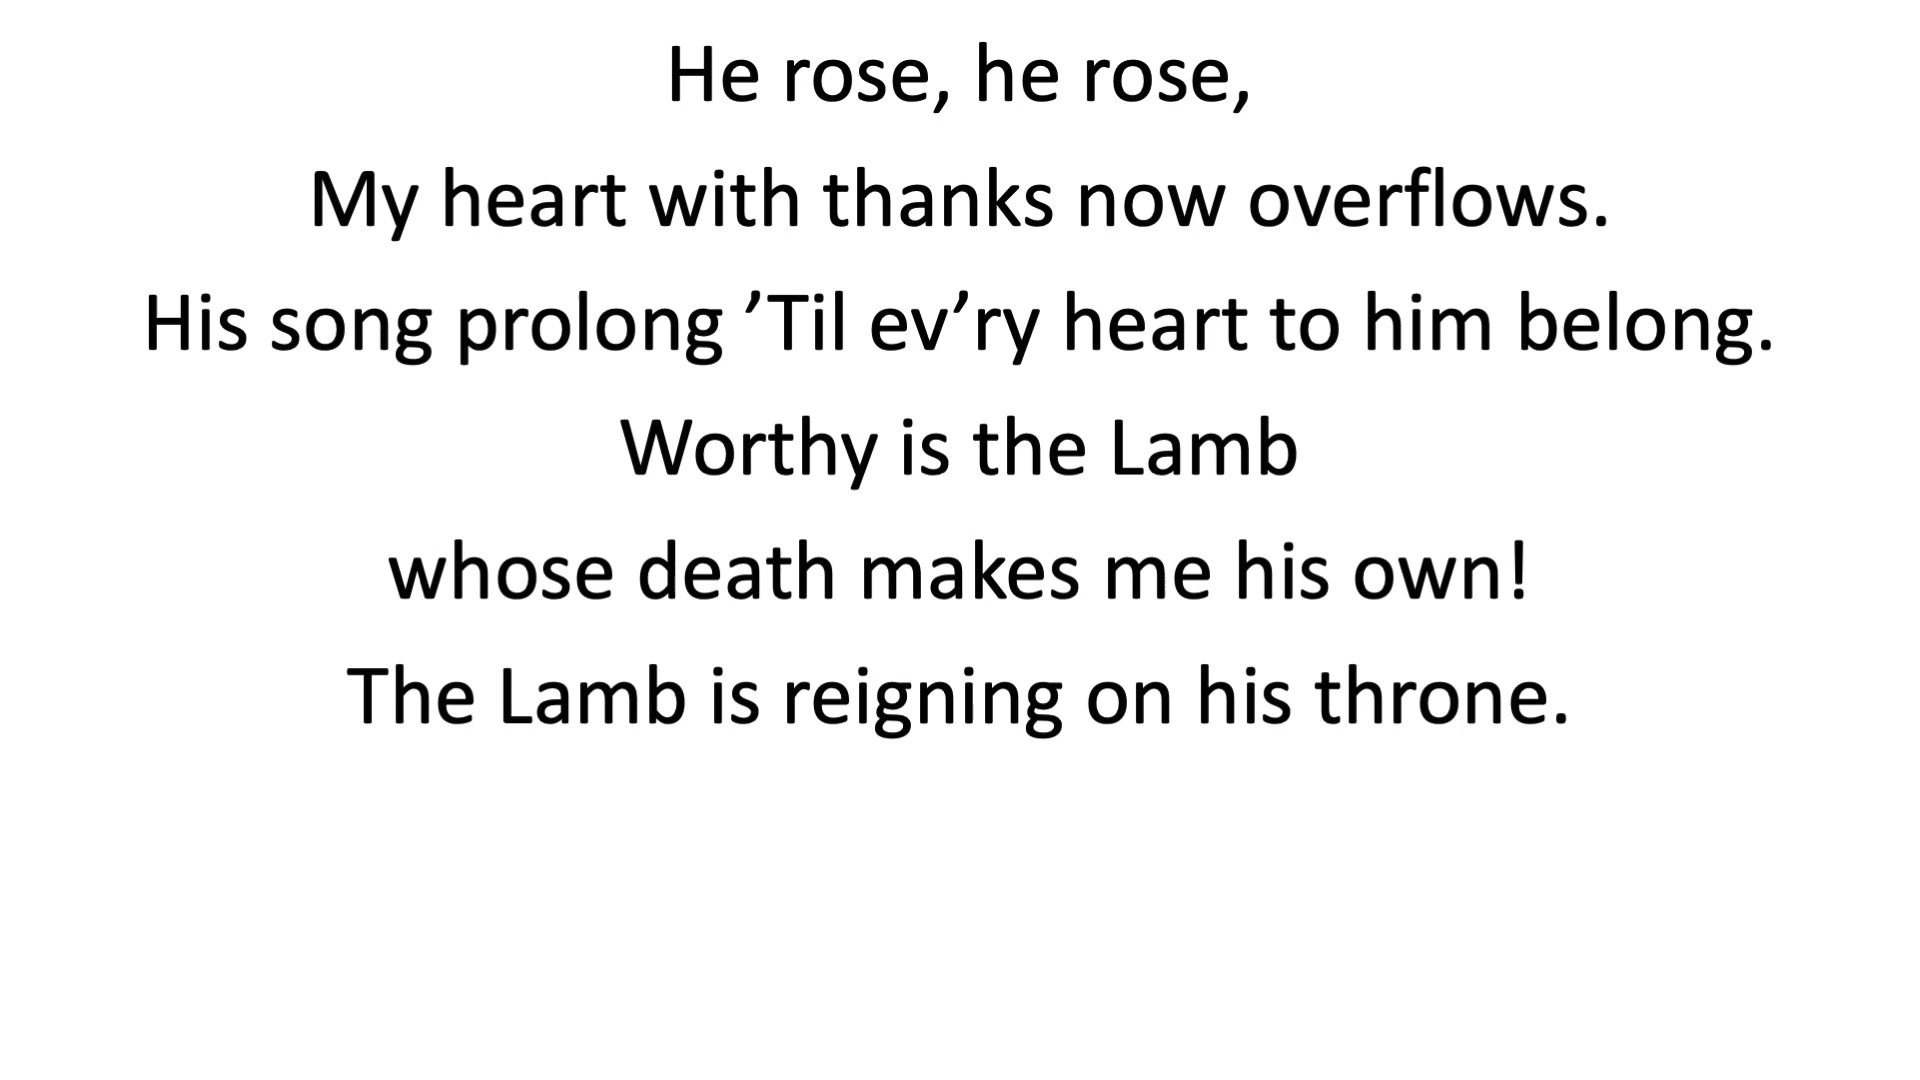 He rose, he rose,
My heart with thanks now overflows.
His song prolong ’Til ev’ry heart to him belong.
Worthy is the Lamb
whose death makes me his own!
The Lamb is reigning on his throne.